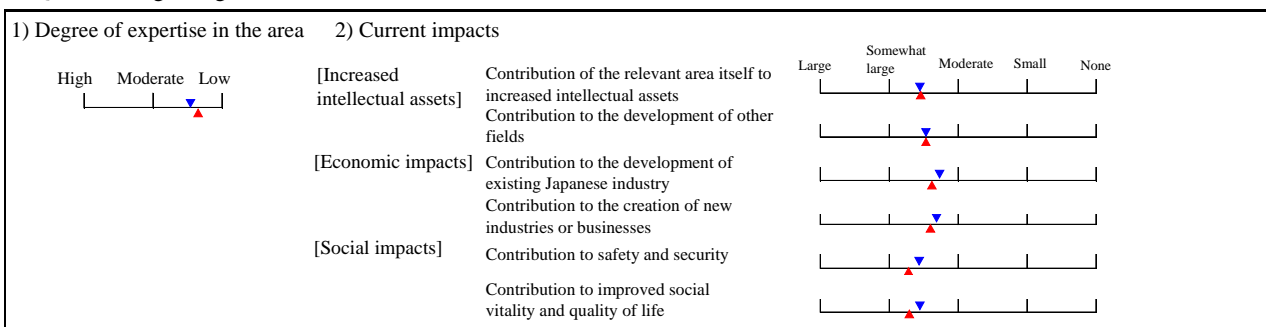 1) Degree of expertise in the area 2) Current impacts
High Moderate Low
Large Somewhat large Moderate Small None
[Increased intellectual assets]
Contribution of the relevant area itself to
increased intellectual assets
Contribution to the development of other
fields
[Economic impacts]
Contribution to the development of
existing Japanese industry
Contribution to the creation of new
industries or businesses
[Social impacts]
Contribution to safety and security
Contribution to improved social
vitality and quality of life